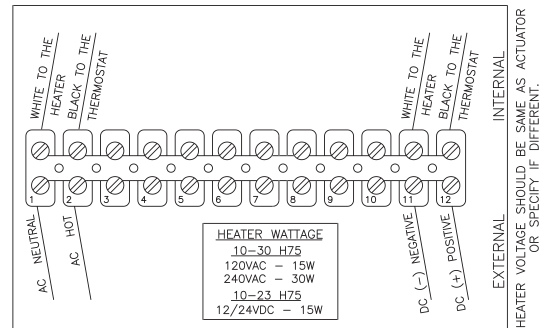 WHITE TO THE
HEATER
BLACK TO THE
THERMOSTAT
WHITE TO THE
HEATER
BLACK TO THE
THERMOSTAT
INTERNAL
1 2 3 4 5 6 7 8 9 10 11 12
AC NEUTRAL
AC HOT
HEATER WATTAGE
10-30 H75
120VAC - 15W
240VAC - 30W
10-23 H75
12/24VDC - 15W
DC (-) NEGATIVE
DC (+) POSITIVE
EXTERNAL
HEATER VOLTAGE SHOULD BE SAME AS ACTUATOR
OR SPECIFY IF DIFFERENT.